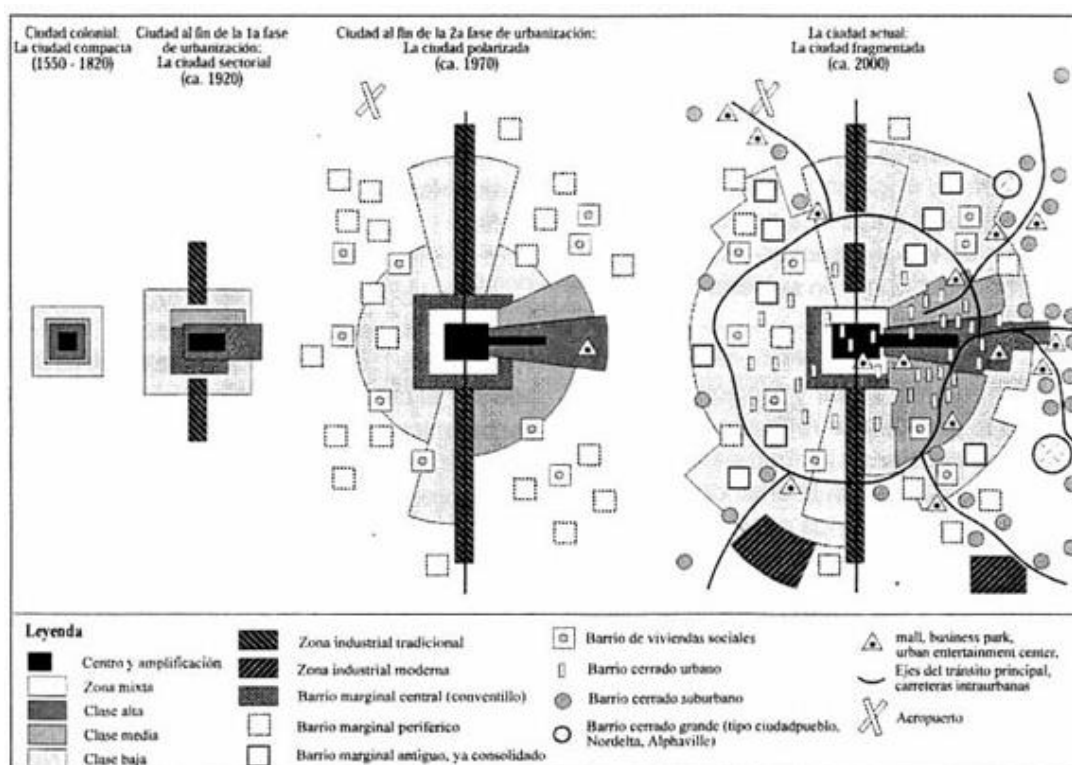 Ciudad colonial:
La ciudad compacta
(1550 - 1820)
Ciudad al fin de la 1a fase
de urbanización:
La ciudad sectorial
(ca. 1920)
Ciudad al fin de la 2a fase de urbanización:
La ciudad polarizada
(ca. 1970)
La ciudad actual:
La ciudad fragmentada
(ca. 2000)
Leyenda
Centro y amplificación
Zona mixta
Clase alta
Clase media
Clase baja
Zona industrial tradicional
Zona industrial moderna
Barrio marginal central (conventillo)
Barrio marginal periférico
Barrio marginal antiguo, ya consolidado
Barrio de viviendas sociales
Barrio cerrado urbano
Barrio cerrado suburbano
Barrio cerrado grande (tipo ciudadpueblo,
Nordelta, Alphaville)
mall, business park,
urban entertainment center,
Ejes del tránsito principal,
carreteras intraurbanas
Aeropuerto